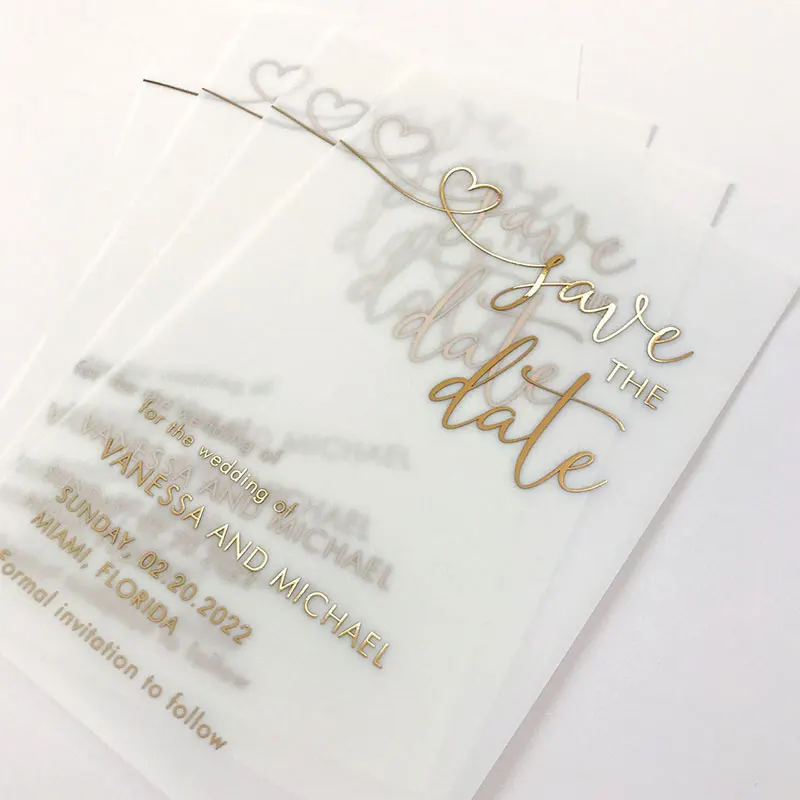 save
THE
date
for the wedding of
VANESSA AND MICHAEL
SUNDAY, 02.20.2022
MIAMI, FLORIDA
Formal invitation to follow